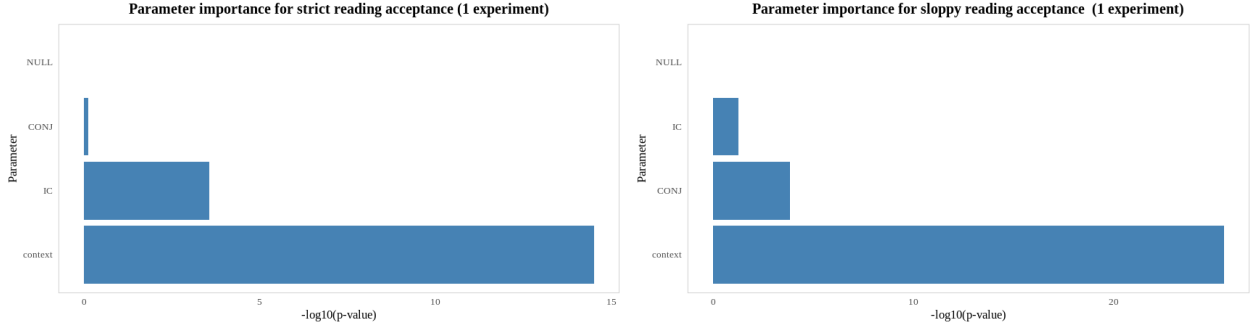 Parameter importance for strict reading acceptance (1 experiment)
NULL
CONJ
IC
context
Parameter
0 5 10 15
-log10(p-value)
Parameter importance for sloppy reading acceptance  (1 experiment)
NULL
IC
CONJ
context
Parameter
0 10 20
-log10(p-value)